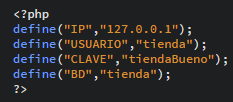 <?php
define("IP","127.0.0.1");
define("USUARIO","tienda");
define("CLAVE","tiendaBueno");
define("BD","tienda");
?>